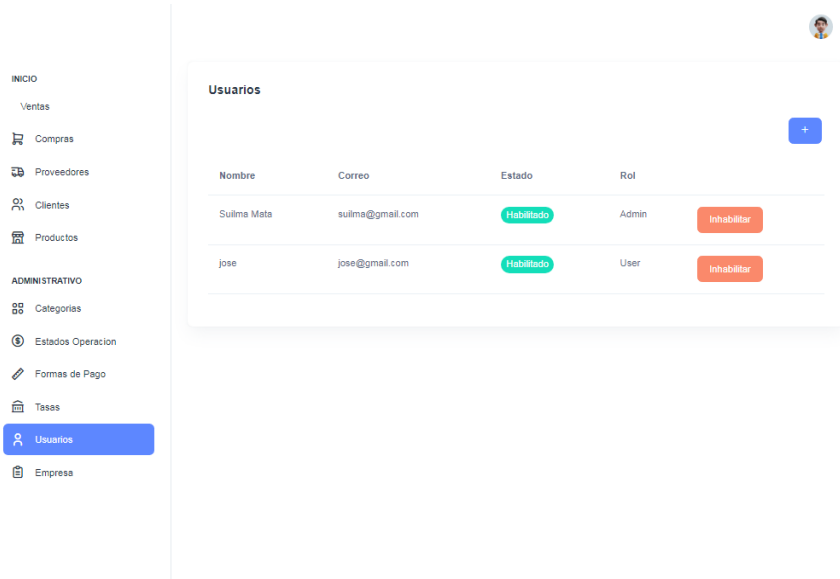 INICIO
Ventas
Compras
Proveedores
Clientes
Productos
ADMINISTRATIVO
Categorias
Estados Operacion
Formas de Pago
Tasas
Usuarios
Empresa
Usuarios
+
Nombre Correo Estado Rol
Suilma Mata suilma@gmail.com Habilitado Admin Inhabilitar
jose jose@gmail.com Habilitado User Inhabilitar